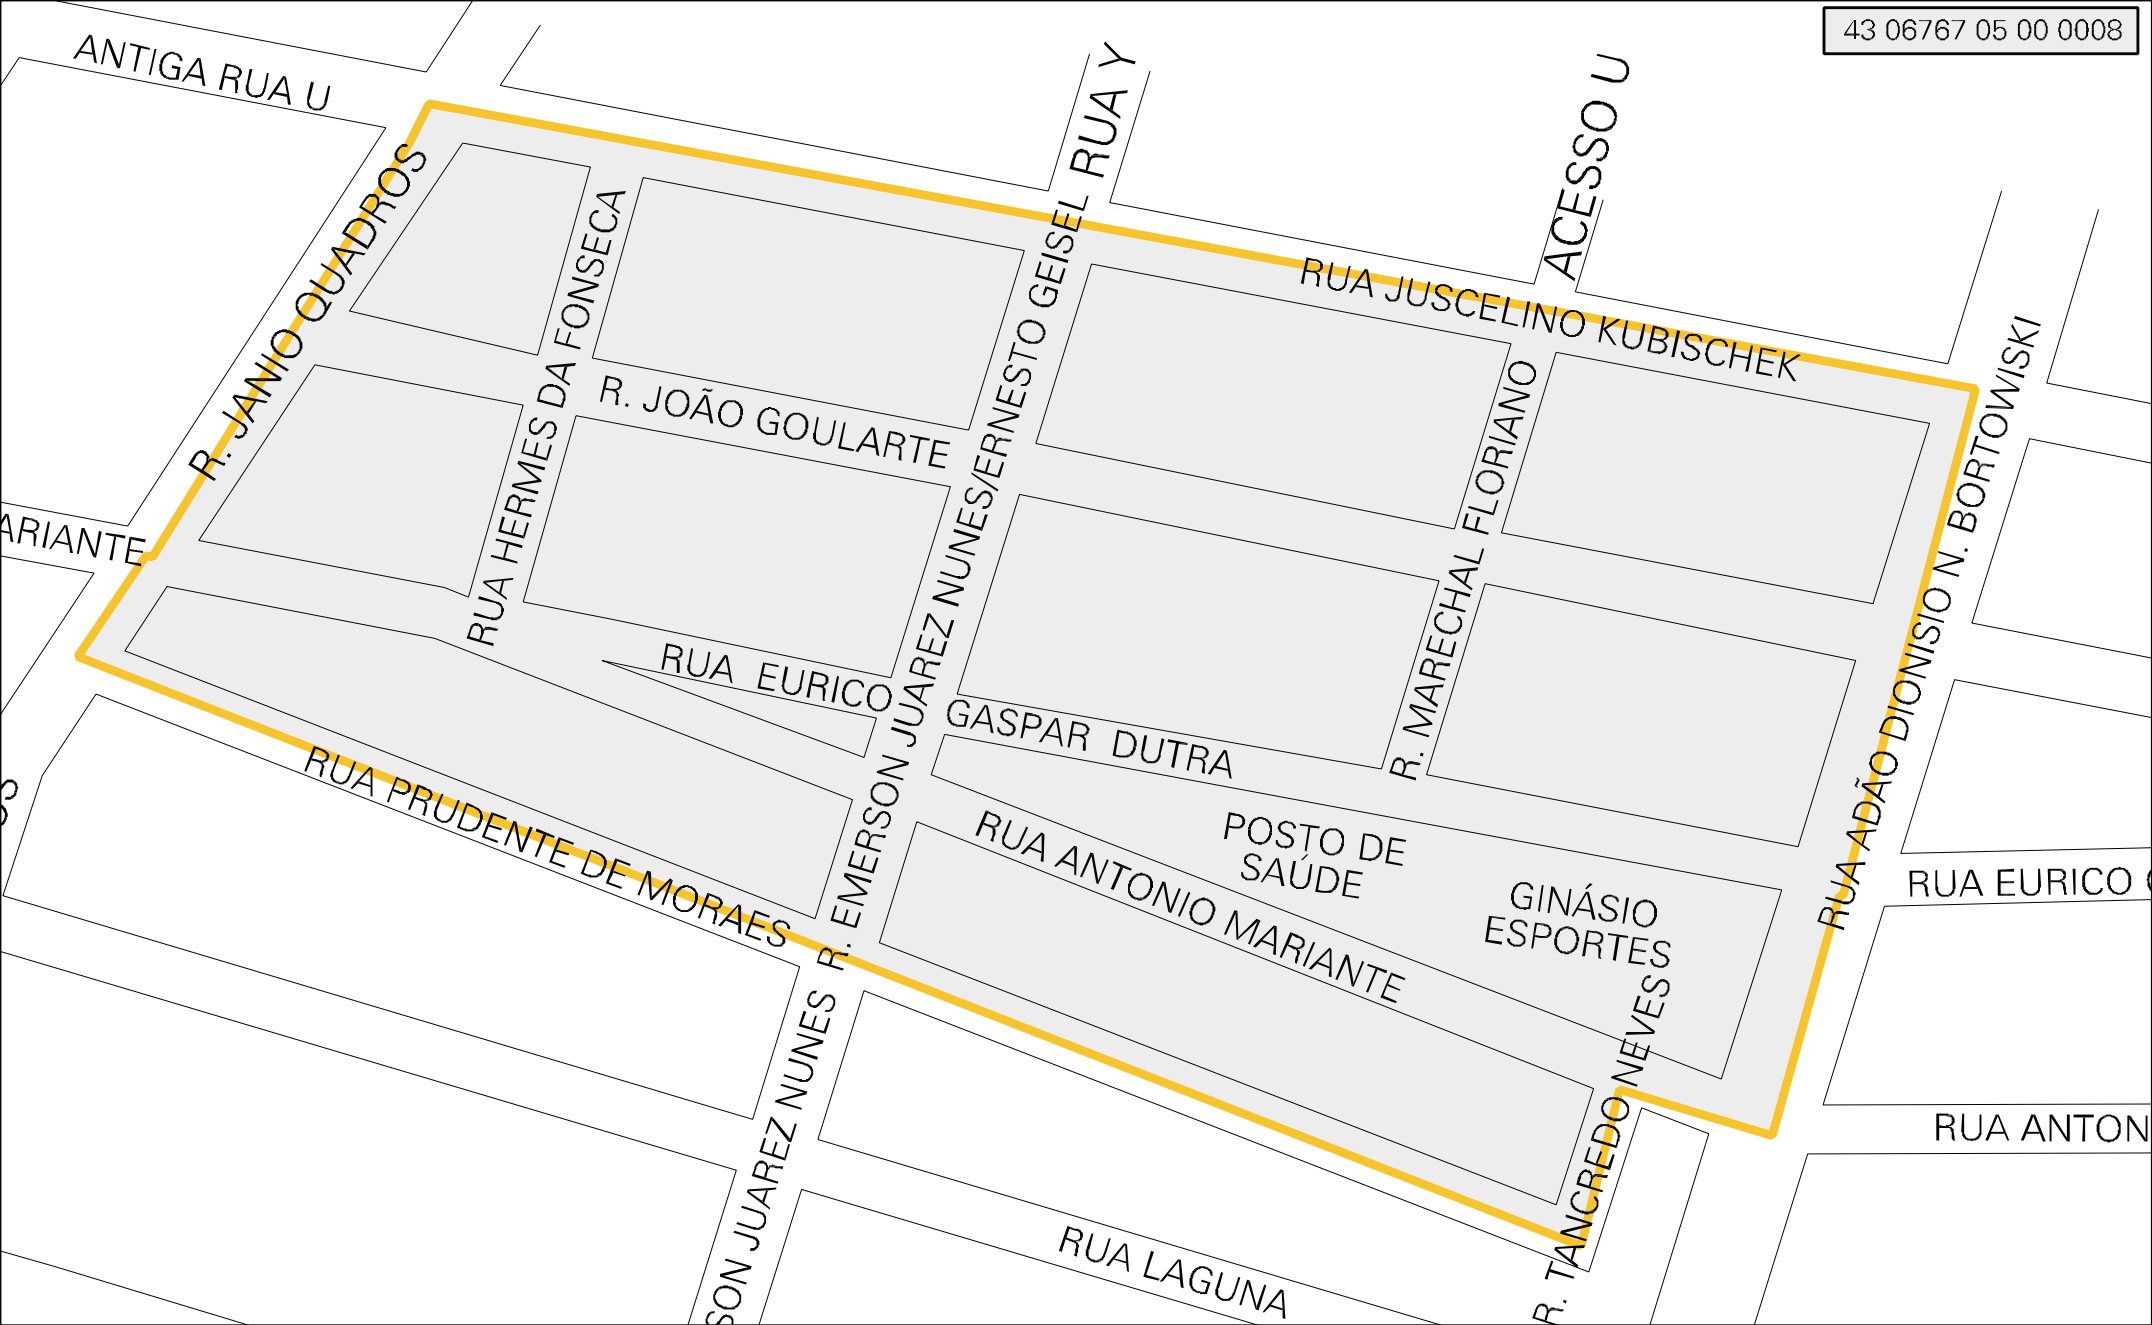 43 06767 05 00 0008
ANTIGA RUA U
RUA Y
ACESSO U
R. JANIO QUADROS
RUA HERMES DA FONSECA
RUA JUSCELINO KUBISCHEK
R. JOÃO GOULARTE
R. EMERSON JUAREZ NUNES/ERNESTO GEISEL
R. MARECHAL FLORIANO
RUA ADÃO DIONISIO N. BORTOWISKI
ARIANTE
RUA EURICO
GASPAR DUTRA
RUA PRUDENTE DE MORAES
RUA ANTONIO MARIANTE
POSTO DE
SAÚDE
GINÁSIO
ESPORTES
RUA EURICO
R. TANCREDO NEVES
RUA ANTON
SON JUAREZ NUNES
RUA LAGUNA